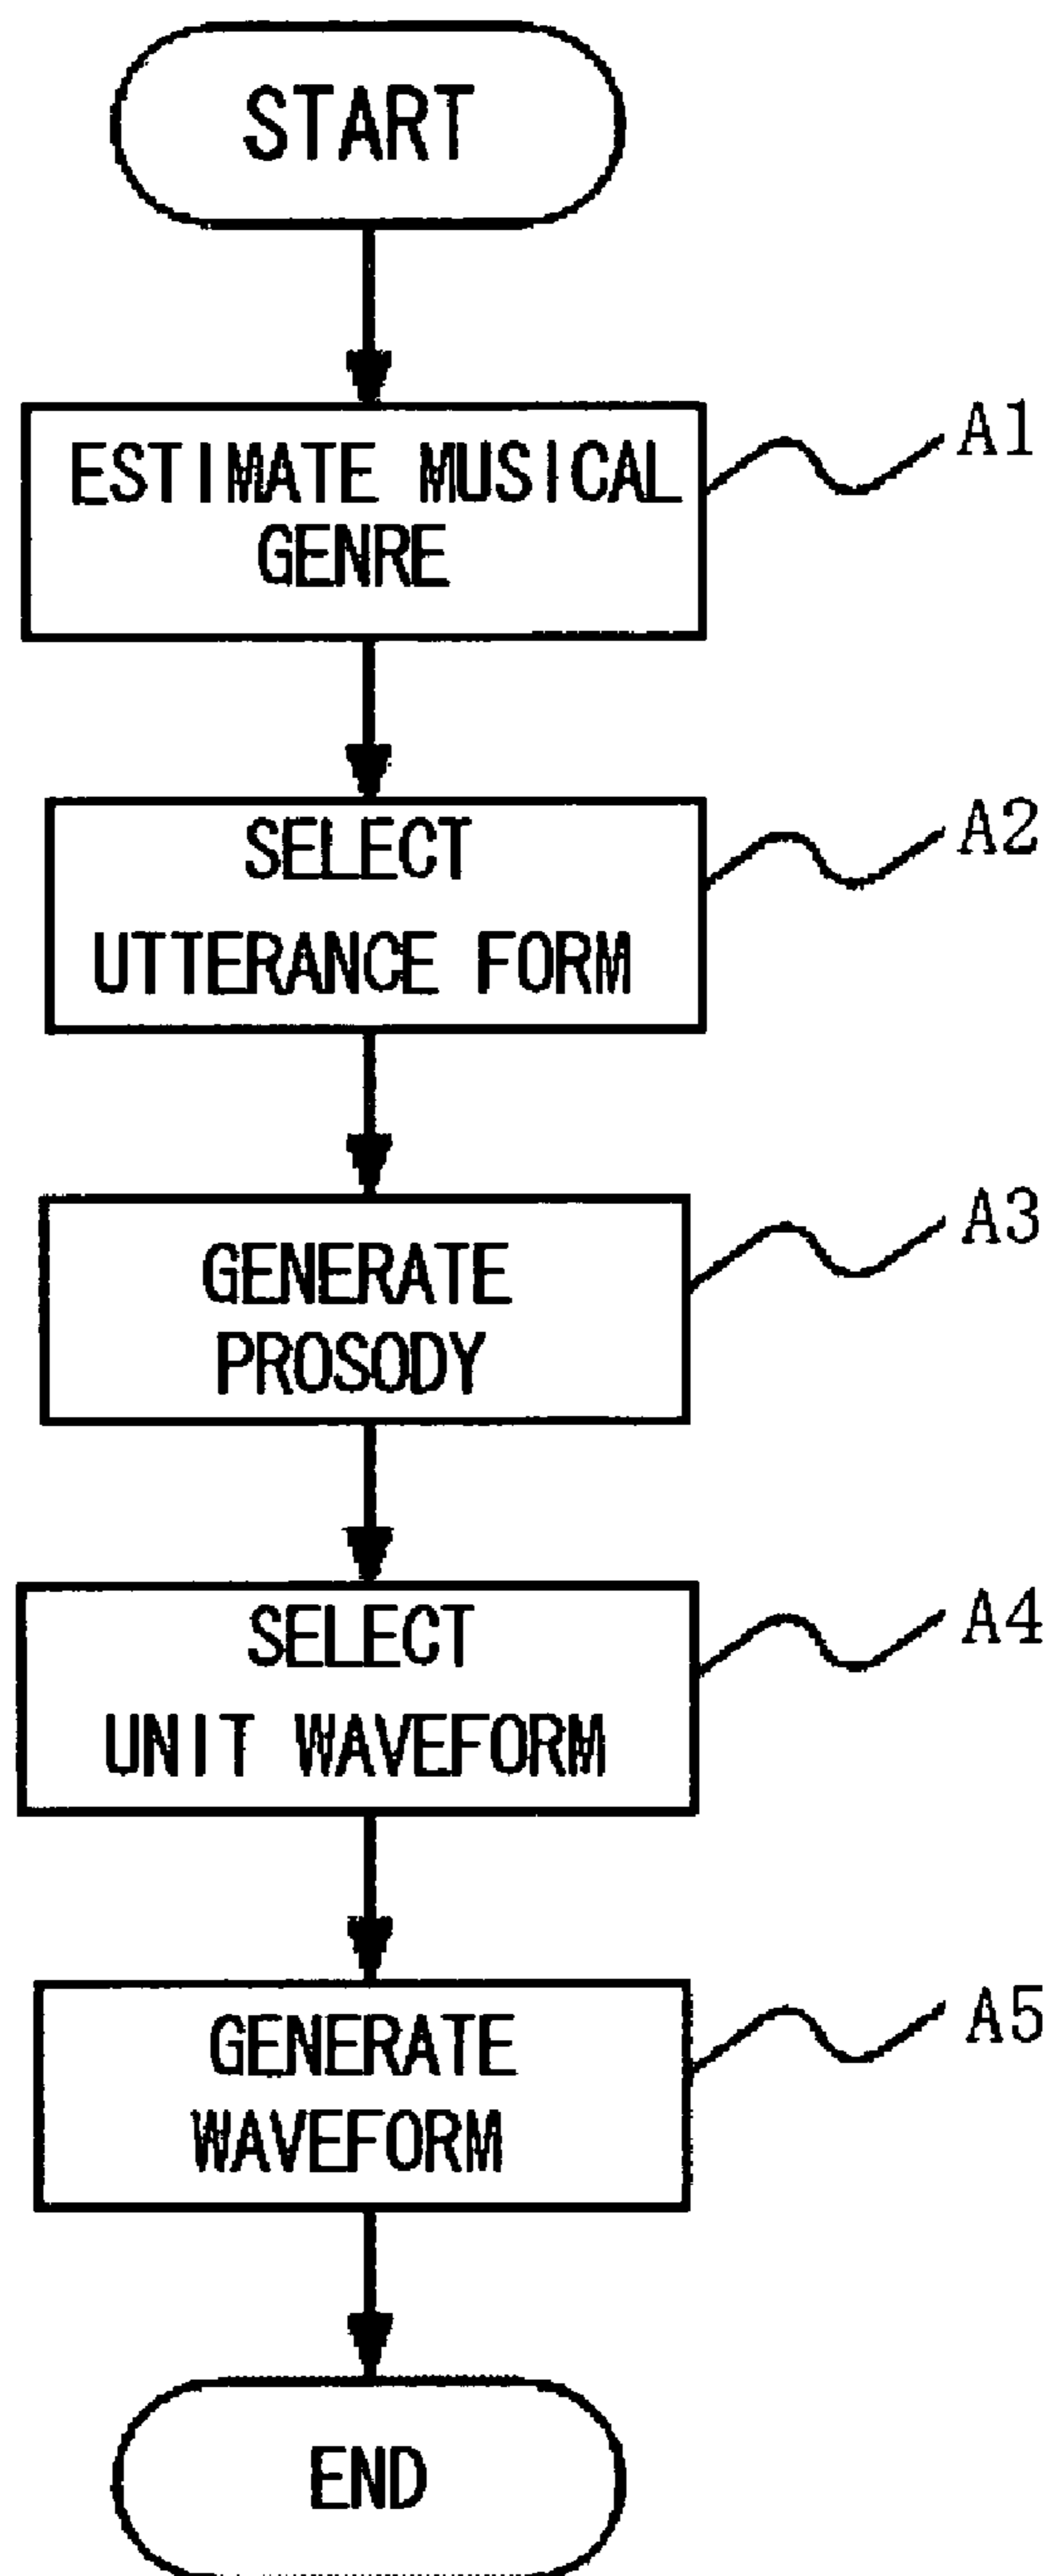 START
ESTIMATE MUSICAL
GENRE
A1
SELECT
UTTERANCE FORM
A2
GENERATE
PROSODY
A3
SELECT
UNIT WAVEFORM
A4
GENERATE
WAVEFORM
A5
END